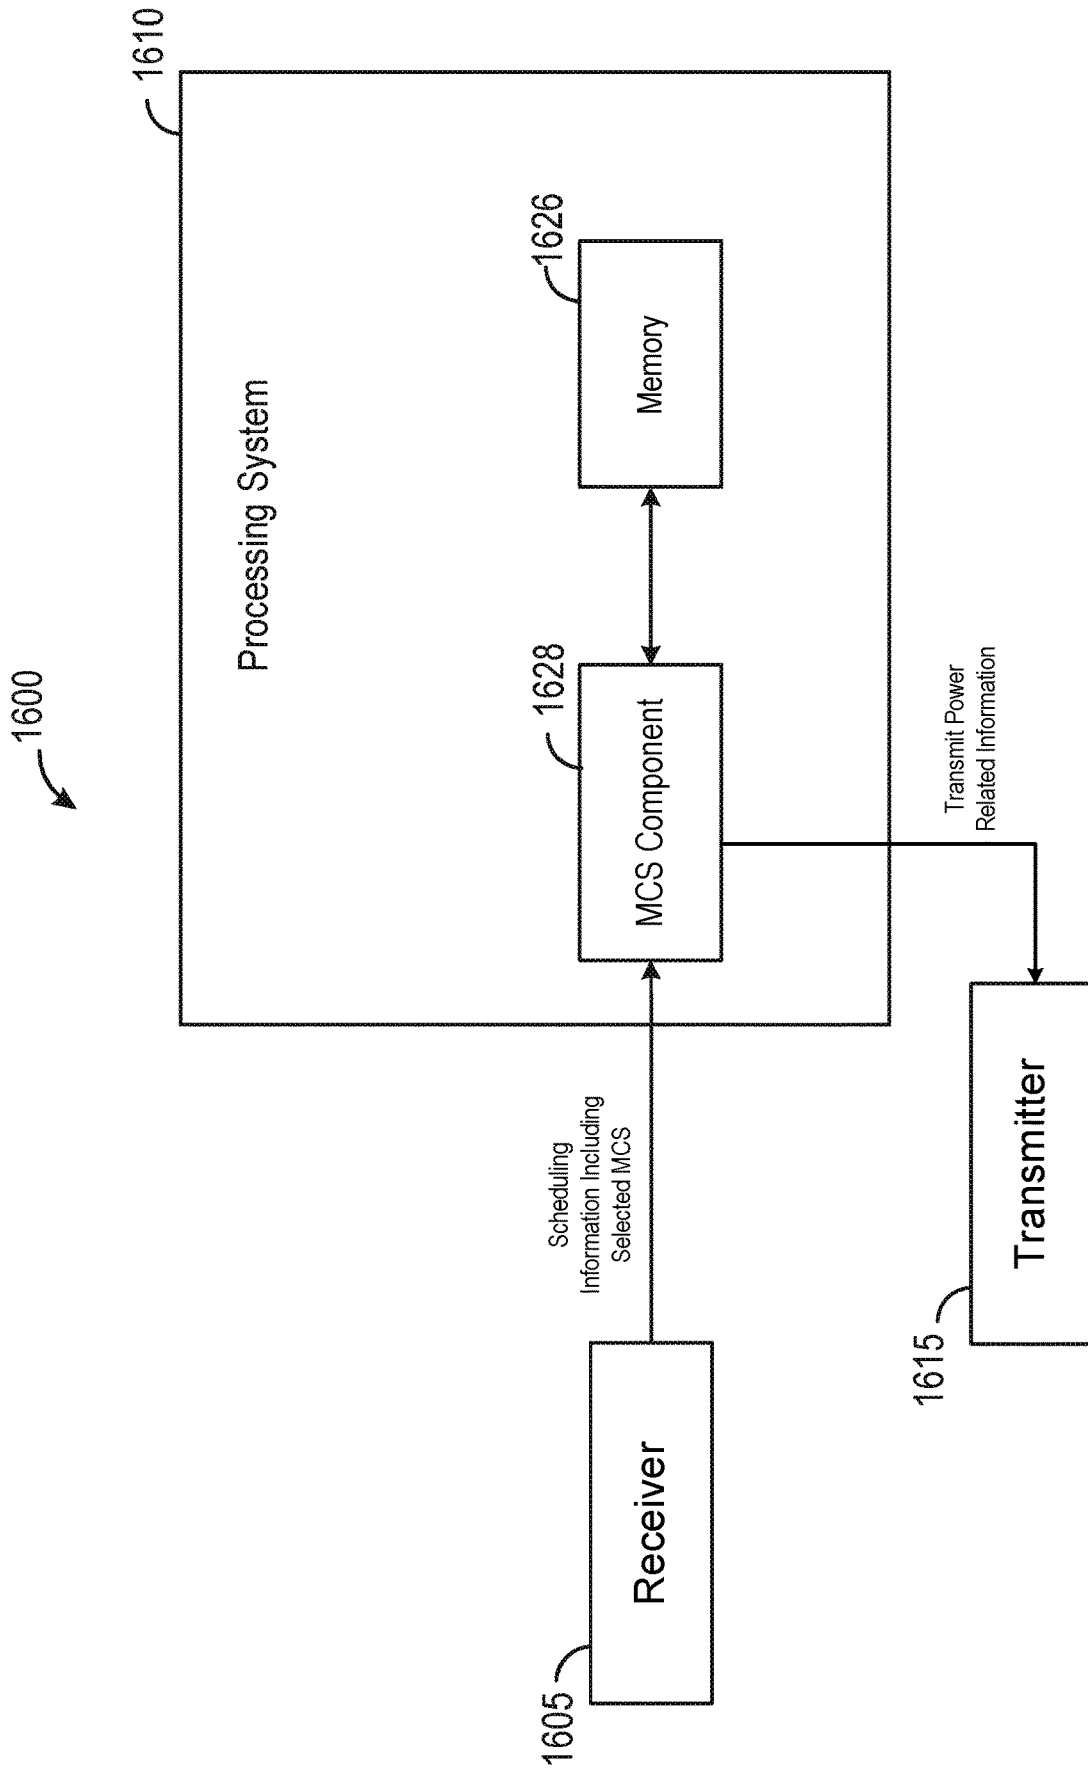 1600
1610
Processing System
1628
MCS Component
1626
Memory
Scheduling
Information Including
Selected MCS
1605
Receiver
Transmit Power
Related Information
1615
Transmitter